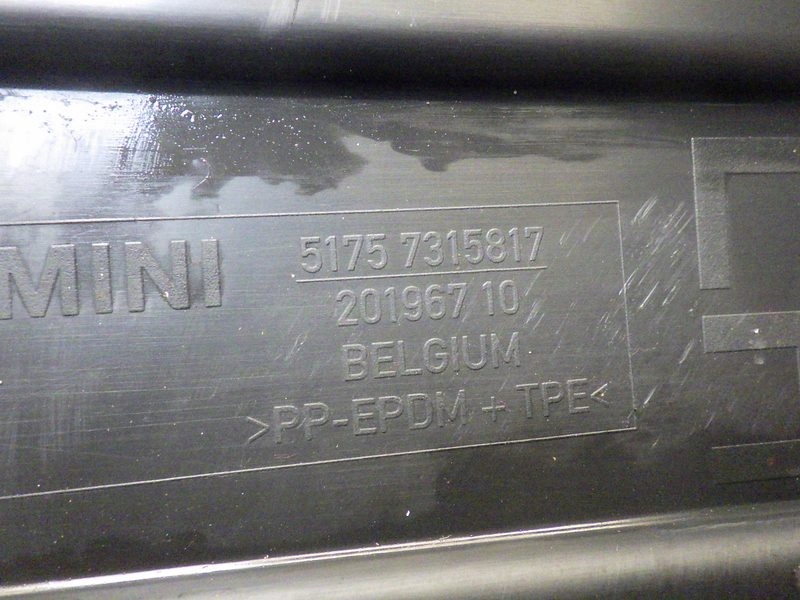 MINI
5175 7315817
201967 10
BELGIUM
>PP-EPDM + TPE<